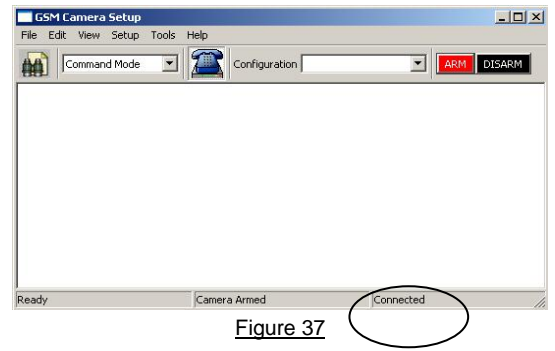 GSM Camera Setup
File Edit View Setup Tools Help
Command Mode Configuration ARM DISARM
Ready Camera Armed Connected
Figure 37